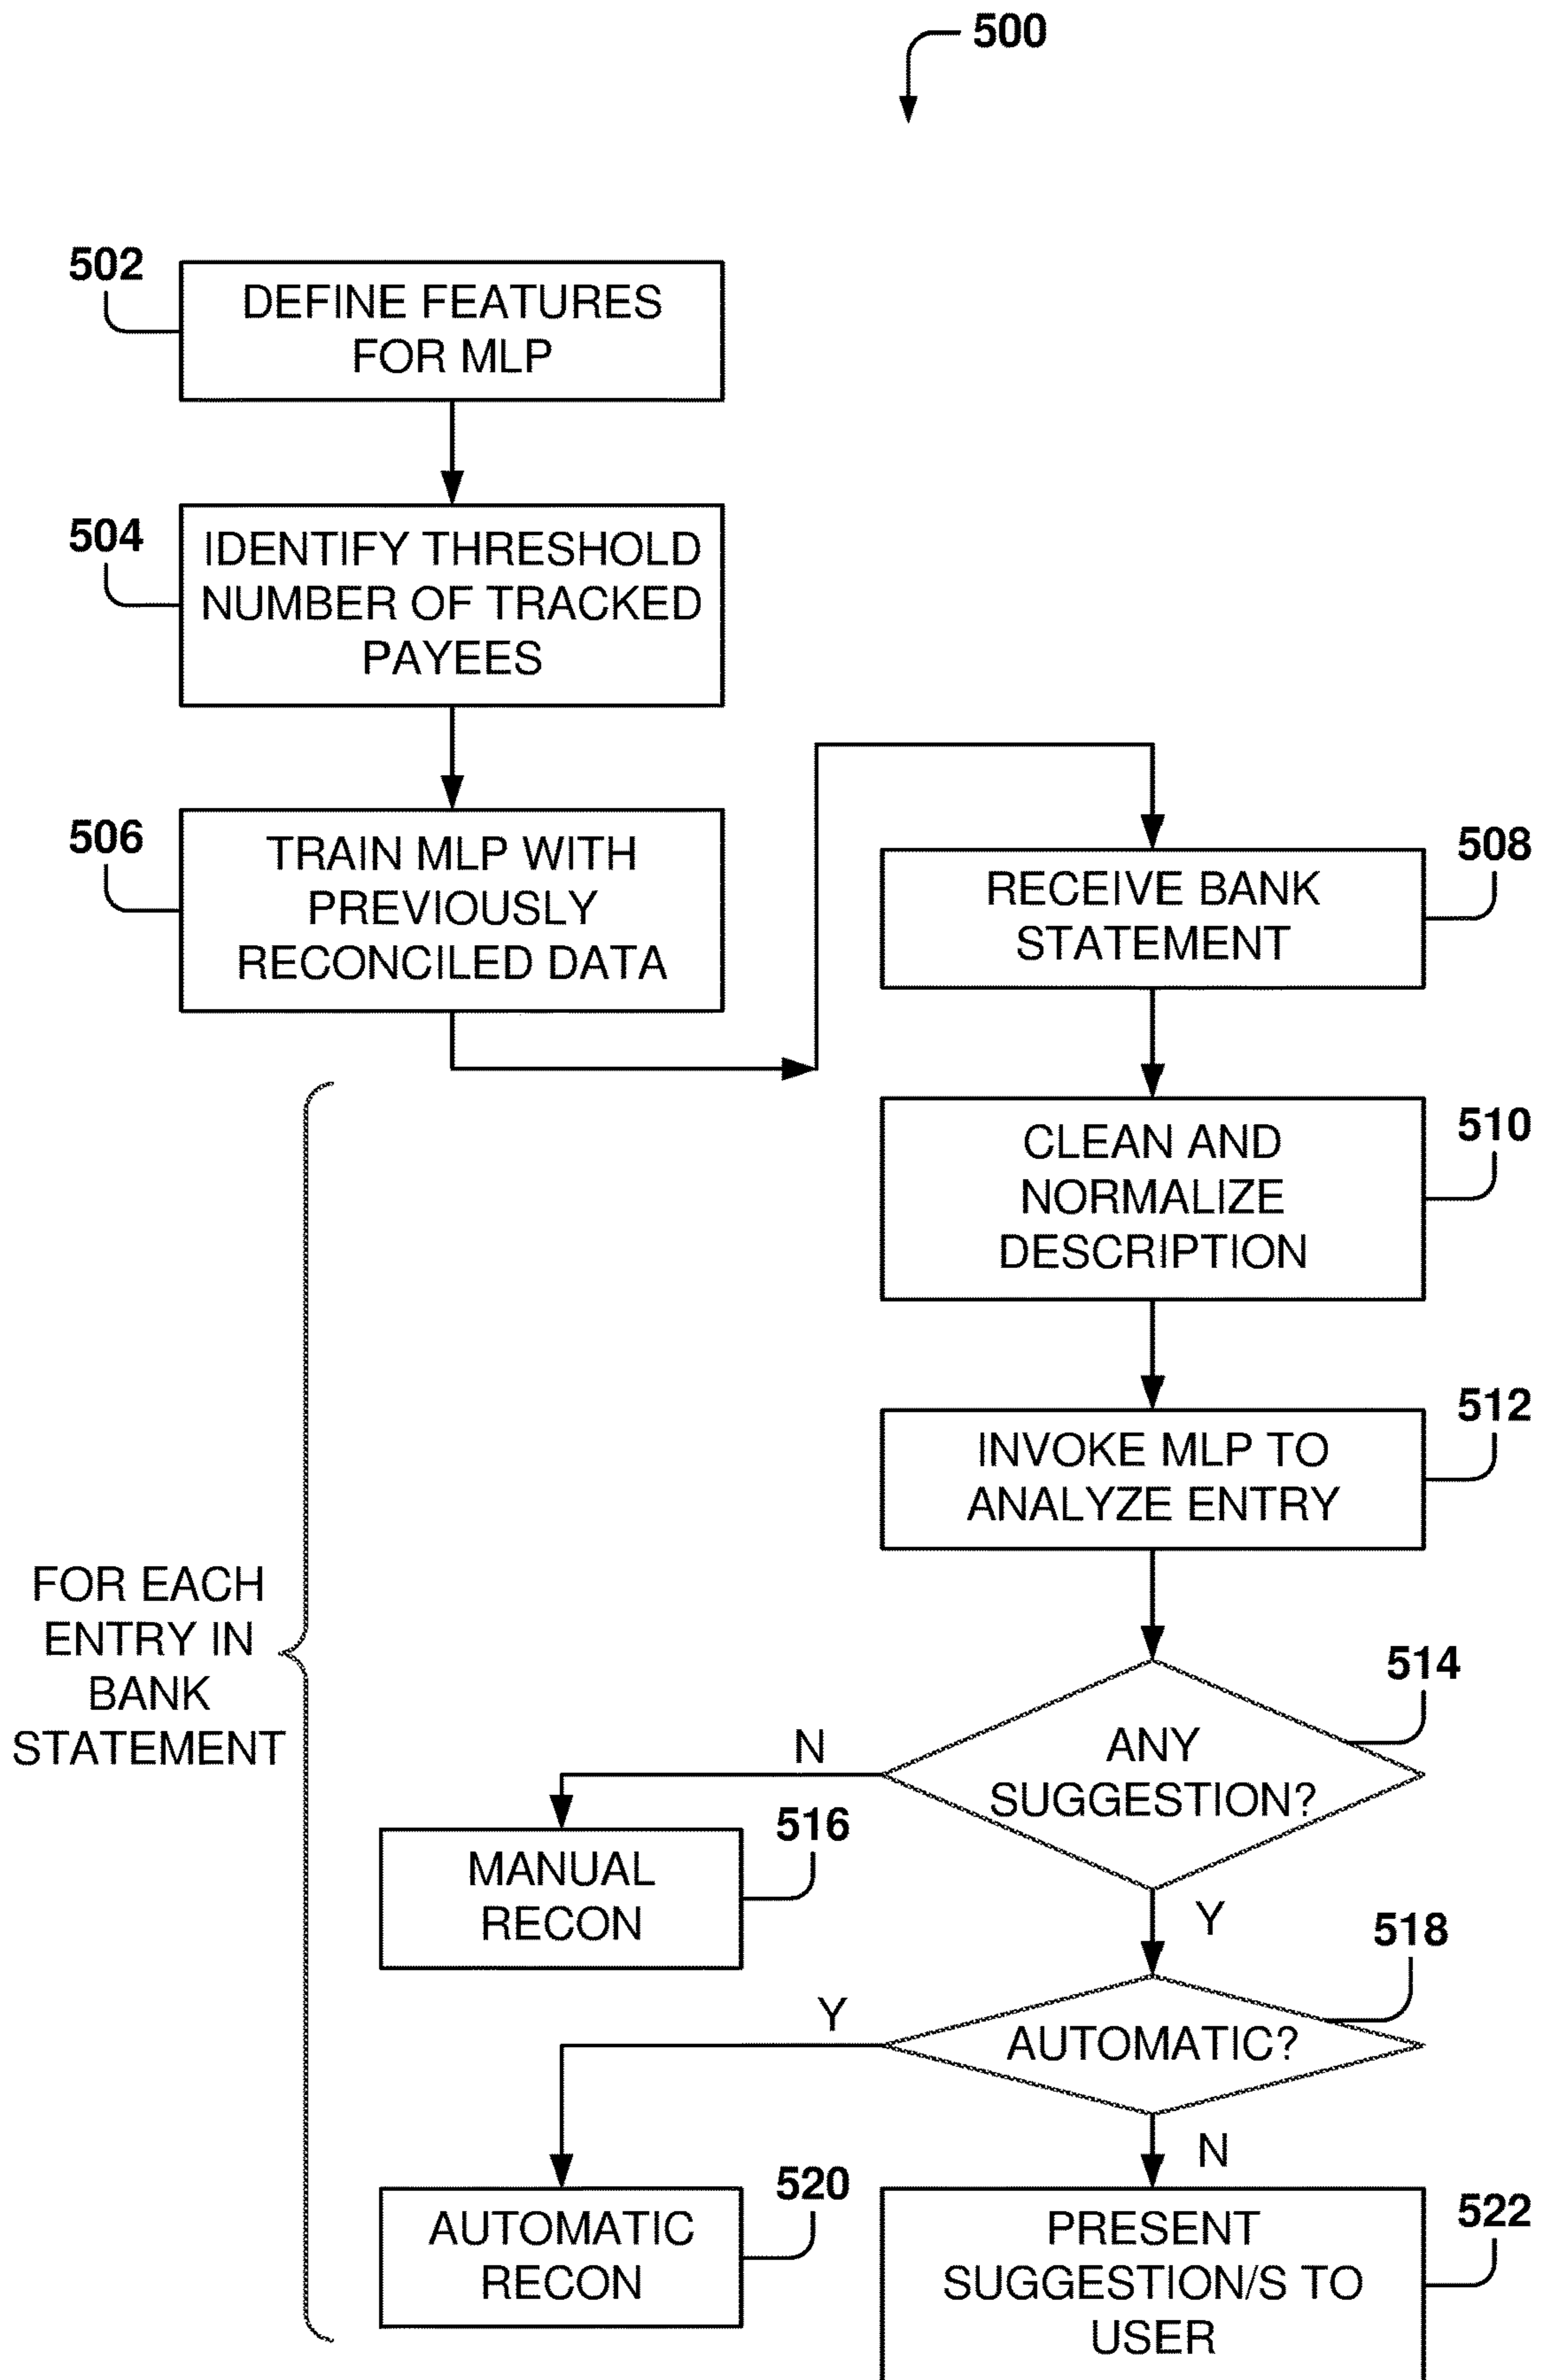 500
502
DEFINE FEATURES
FOR MLP
504
IDENTIFY THRESHOLD
NUMBER OF TRACKED
PAYEES
506
TRAIN MLP WITH
PREVIOUSLY
RECONCILED DATA
508
RECEIVE BANK
STATEMENT
510
CLEAN AND
NORMALIZE
DESCRIPTION
512
INVOKE MLP TO
ANALYZE ENTRY
FOR EACH
ENTRY IN
BANK
STATEMENT
514
ANY
SUGGESTION?
N
516
MANUAL
RECON
Y
518
AUTOMATIC?
Y
520
AUTOMATIC
RECON
N
522
PRESENT
SUGGESTION/S TO
USER